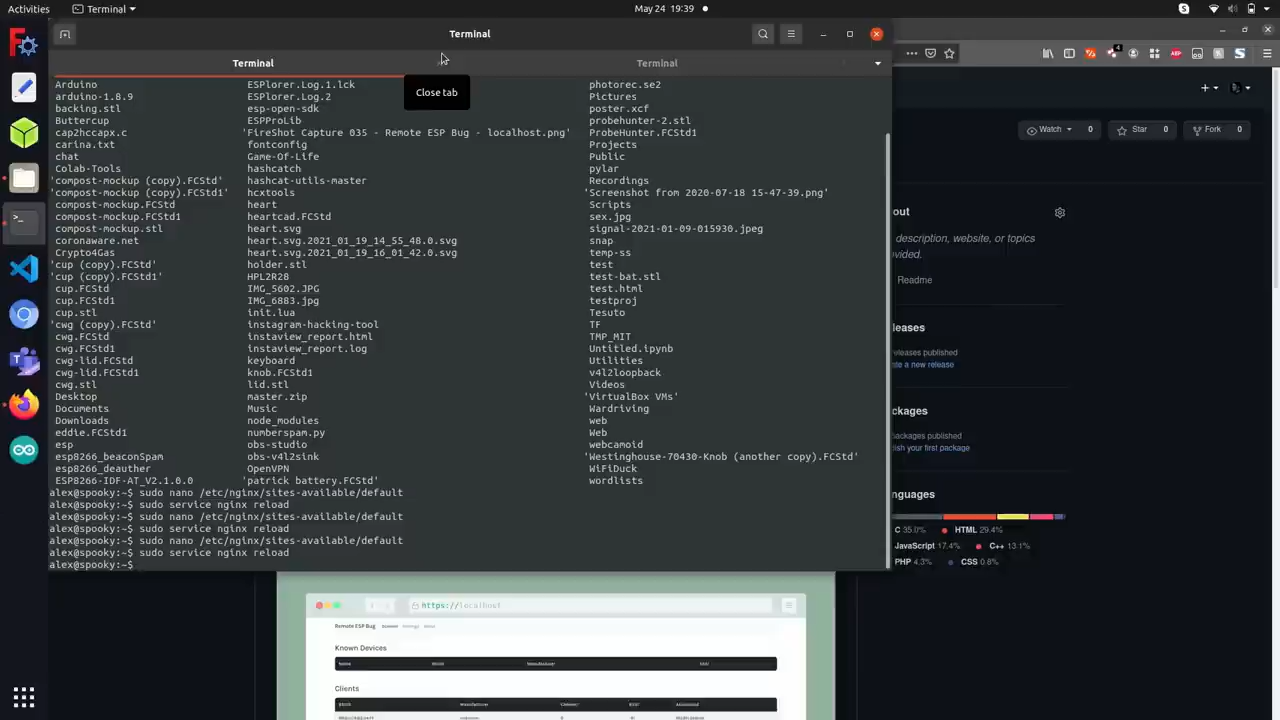 Activities
Terminal
May 24 19:39
Terminal
Terminal
Terminal
Close tab
Arduino ESPlorer.Log.1.lck photorec.se2
arduino-1.8.9 ESPlorer.Log.2 Pictures
backing.stl esp-open-sdk poster.xcf
Buttercup ESPProLib probehunter-2.stl
cap2hccapx.c 'FireShot Capture 035 - Remote ESP Bug - localhost.png' ProbeHunter.FCStd1
carina.txt fontconfig Projects
chat Game-Of-Life Public
Colab-Tools hashcatch pylar
'compost-mockup (copy).FCStd' hashcat-utils-master Recordings
'compost-mockup (copy).FCStd1' hcxtools 'Screenshot from 2020-07-18 15-47-39.png'
compost-mockup.FCStd heart Scripts
compost-mockup.FCStd1 heartcad.FCStd sex.jpg
compost-mockup.stl heart.svg signal-2021-01-09-015930.jpeg
coronaware.net heart.svg.2021_01_19_14_55_48.0.svg snap
Crypto4Gas heart.svg.2021_01_19_16_01_42.0.svg temp-ss
'cup (copy).FCStd' holder.stl test
'cup (copy).FCStd1' HPL2R28 test-bat.stl
cup.FCStd IMG_5602.JPG test.html
cup.FCStd1 IMG_6883.jpg testproj
cup.stl init.lua Tesuto
'cwg (copy).FCStd' instagram-hacking-tool TF
cwg.FCStd instaview_report.html TMP_MIT
cwg.FCStd1 instaview_report.log Untitled.ipynb
cwg-lid.FCStd keyboard Utilities
cwg-lid.FCStd1 knob.FCStd1 v4l2loopback
cwg.stl lid.stl Videos
Desktop master.zip 'VirtualBox VMs'
Documents Music Wardriving
Downloads node_modules web
eddie.FCStd1 numberspam.py Web
esp obs-studio webcamoid
esp8266_beaconSpam obs-v4l2sink 'Westinghouse-70430-Knob (another copy).FCStd'
esp8266_deauther OpenVPN WiFiDuck
ESP8266-IDF-AT_V2.1.0.0 'patrick battery.FCStd' wordlists
alex@spooky:~$ sudo nano /etc/nginx/sites-available/default
alex@spooky:~$ sudo service nginx reload
alex@spooky:~$ sudo nano /etc/nginx/sites-available/default
alex@spooky:~$ sudo service nginx reload
alex@spooky:~$ sudo nano /etc/nginx/sites-available/default
alex@spooky:~$ sudo service nginx reload
alex@spooky:~$
Watch 0
Star 0
Fork 0
out
description, website, or topics
vided.
Readme
leases
eleases published
ate a new release
ckages
ackages published
ish your first package
nguages
C 35.0% HTML 29.4%
JavaScript 17.4% C++ 13.1%
PHP 4.3% CSS 0.8%
https://localhost
Remote ESP Bug
Known Devices
Clients